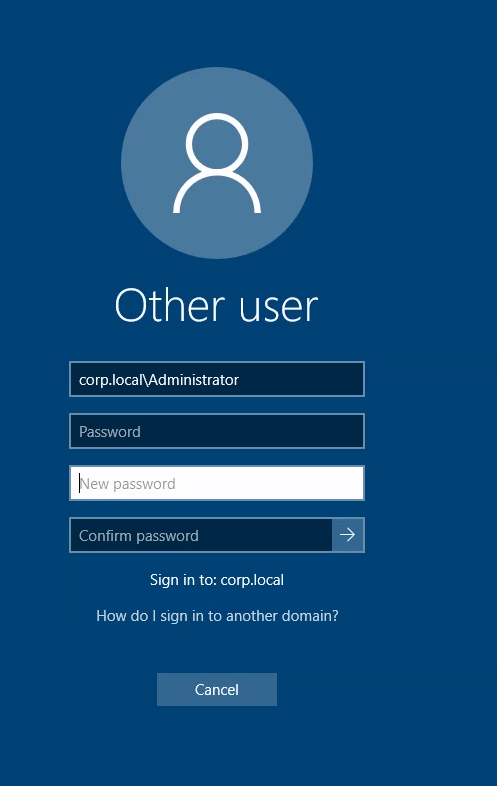 Other user
corp.local\Administrator
Password
New password
Confirm password
Sign in to: corp.local
How do I sign in to another domain?
Cancel